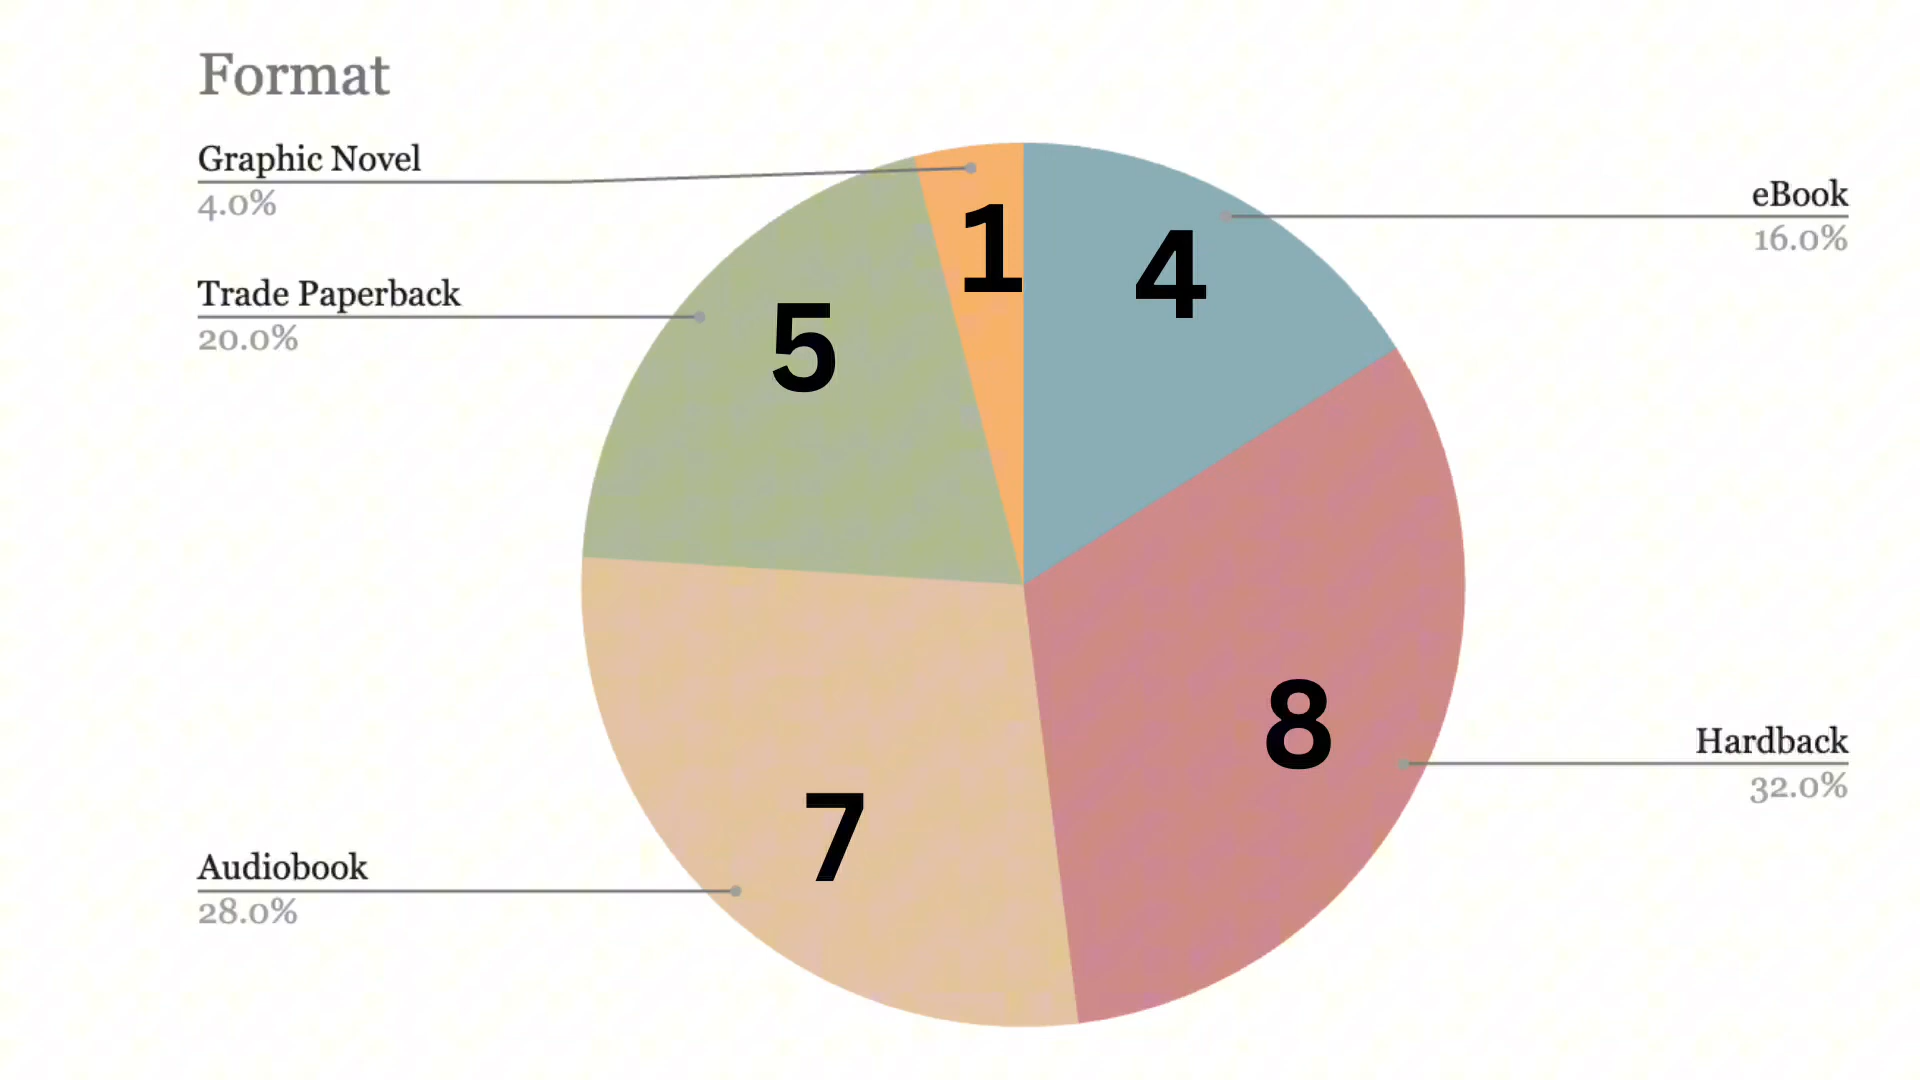 Format
Graphic Novel
4.0%
eBook
16.0%
Trade Paperback
20.0%
1
4
5
Hardback
32.0%
8
7
Audiobook
28.0%